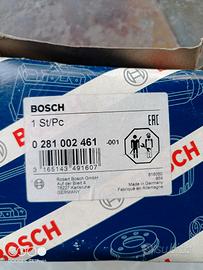 BOSCH
1 St/Pc
0 281 002 461 -001
EAC
3 165143 491607
Robert Bosch GmbH
Auf der Breit 4
76227 Karlsruhe
GERMANY
Made in Germany
Fabriqué en Allemagne
BOSCH